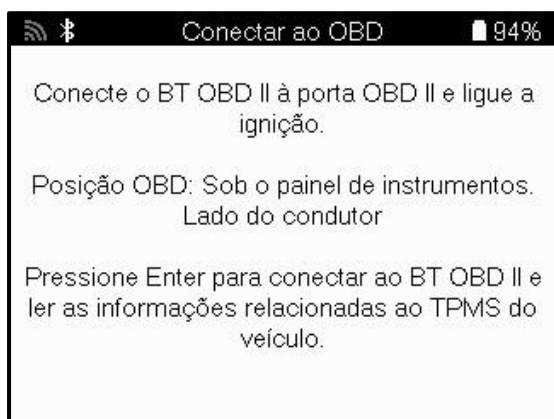 Conectar ao OBD 94%
Conecte o BT OBD II à porta OBD II e ligue a
ignição.
Posição OBD: Sob o painel de instrumentos.
Lado do condutor
Pressione Enter para conectar ao BT OBD II e
ler as informações relacionadas ao TPMS do
veículo.